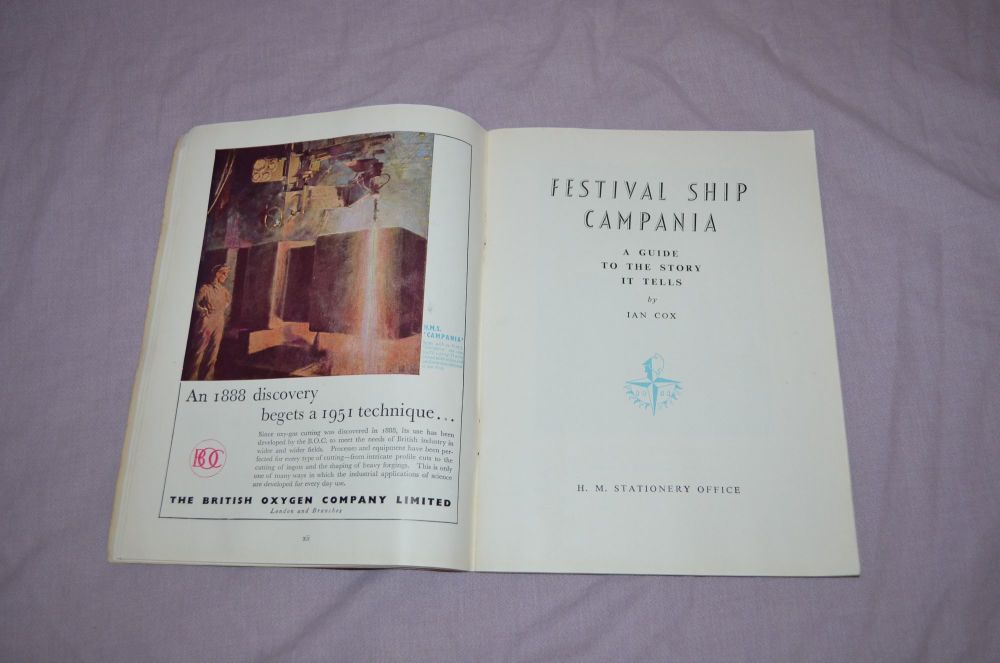 H.M.S.
"CAMPANIA"
An 1888 discovery
begets a 1951 technique...
Since oxy-gas cutting was discovered in 1888, its use has been
developed by the B.O.C. to meet the needs of British Industry in
wider and wider fields. Processes and equipment have been per-
fected for every type of cutting—from intricate profile cuts to the
cutting of ingots and the shaping of heavy forgings. This is only
one of many ways in which the industrial applications of science
are developed for every day use.
BOC
THE BRITISH OXYGEN COMPANY LIMITED
London and Branches
xii
FESTIVAL SHIP
CAMPANIA
A GUIDE
TO THE STORY
IT TELLS
by
IAN COX
H. M. STATIONERY OFFICE